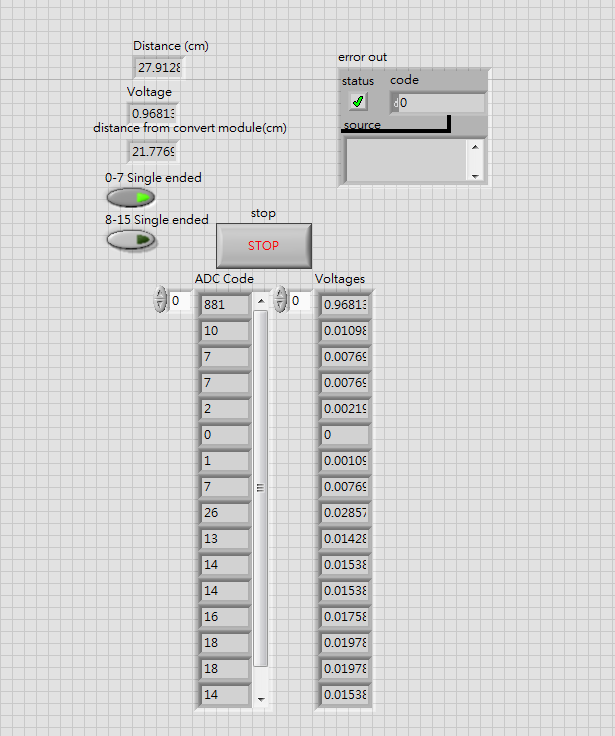 Distance (cm)
27.9128
Voltage
0.96813
distance from convert module(cm)
21.7769
0-7 Single ended
8-15 Single ended
error out
status
code
0
source
stop
STOP
ADC Code
Voltages
0
0
881
0.96813
10
0.01098
7
0.00769
7
0.00769
2
0.00219
0
0
1
0.00109
7
0.00769
26
0.02857
13
0.01428
14
0.01538
14
0.01538
16
0.01758
18
0.01978
18
0.01978
14
0.01538